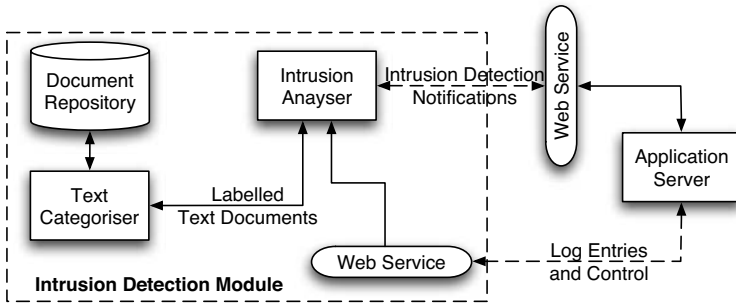 Document
Repository
Intrusion
Anayser
Intrusion Detection
Notifications
Web Service
Application
Server
Text
Categoriser
Labelled
Text Documents
Web Service
Log Entries
and Control
Intrusion Detection Module